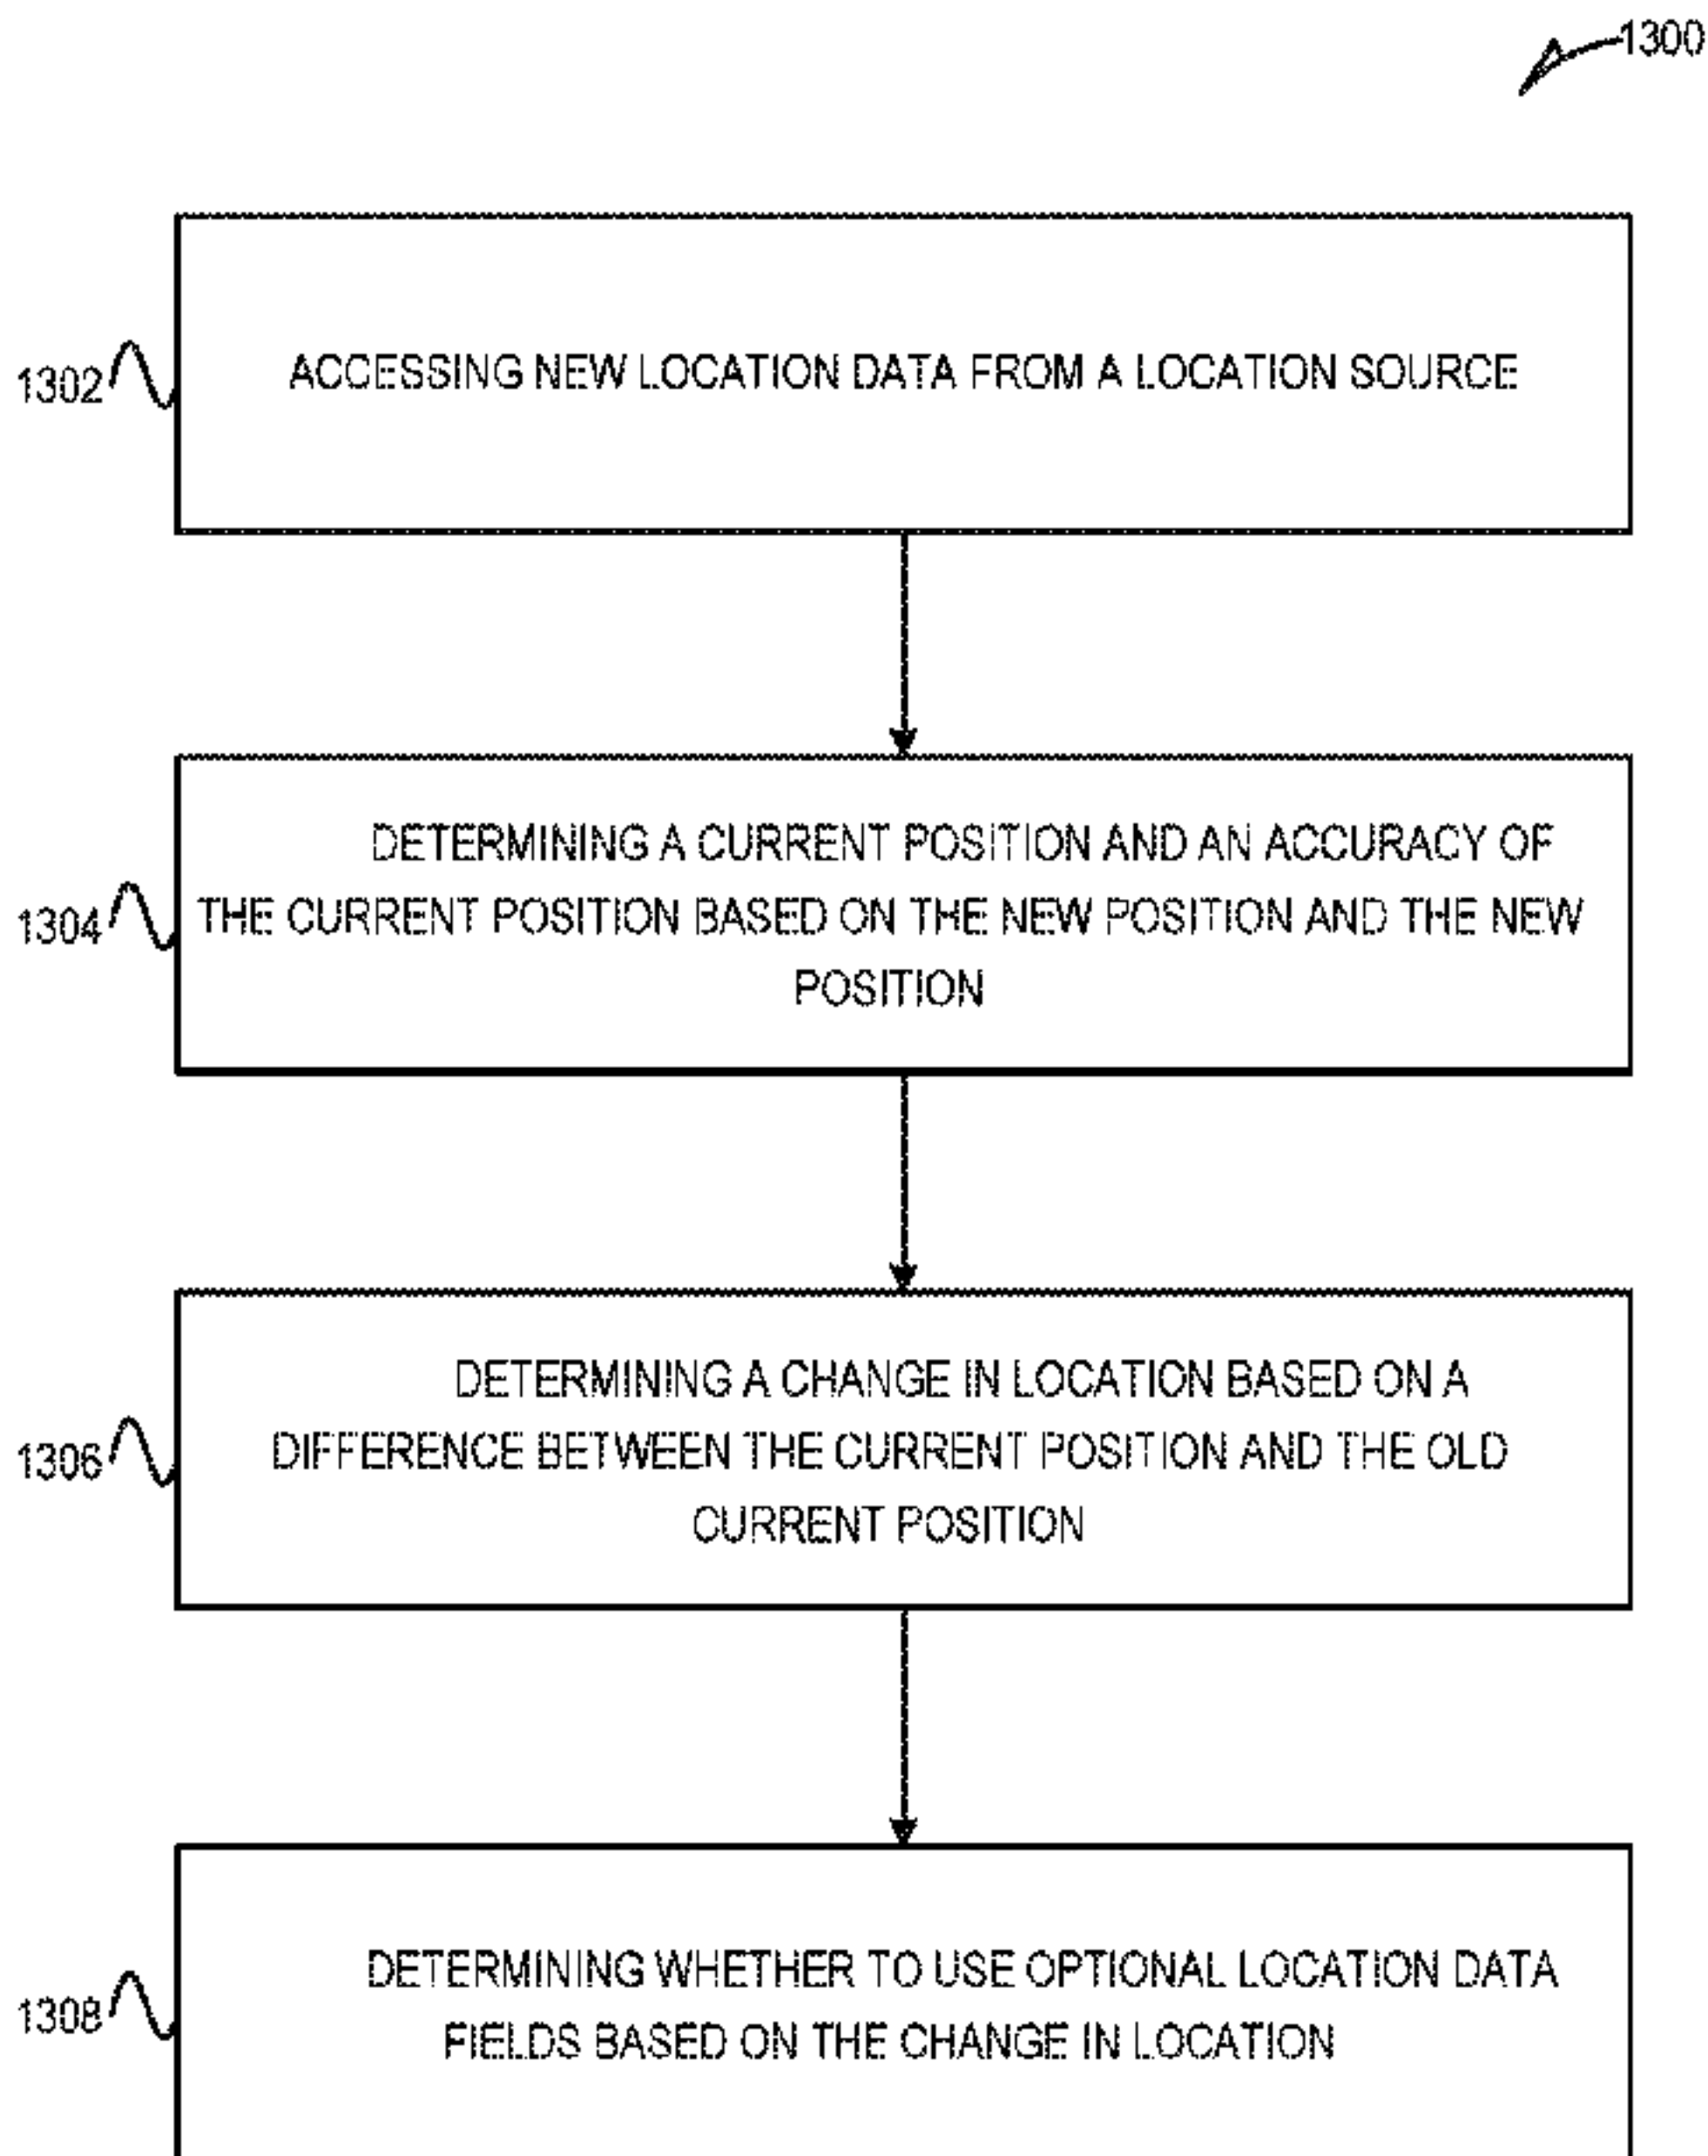 1300
1302
ACCESSING NEW LOCATION DATA FROM A LOCATION SOURCE
DETERMINING A CURRENT POSITION AND AN ACCURACY OF
1304
THE CURRENT POSITION BASED ON THE NEW POSITION AND THE NEW
POSITION
DETERMINING A CHANGE IN LOCATION BASED ON A
1306
DIFFERENCE BETWEEN THE CURRENT POSITION AND THE OLD
CURRENT POSITION
DETERMINING WHETHER TO USE OPTIONAL LOCATION DATA
1308
FIELDS BASED ON THE CHANGE IN LOCATION